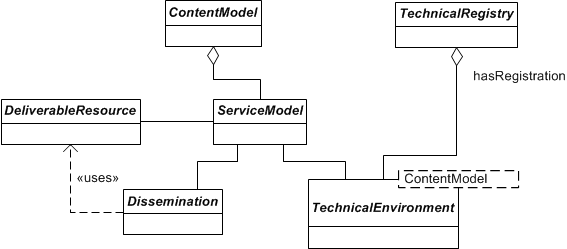 ContentModel
TechnicalRegistry
hasRegistration
DeliverableResource
ServiceModel
«uses»
ContentModel
Dissemination
TechnicalEnvironment